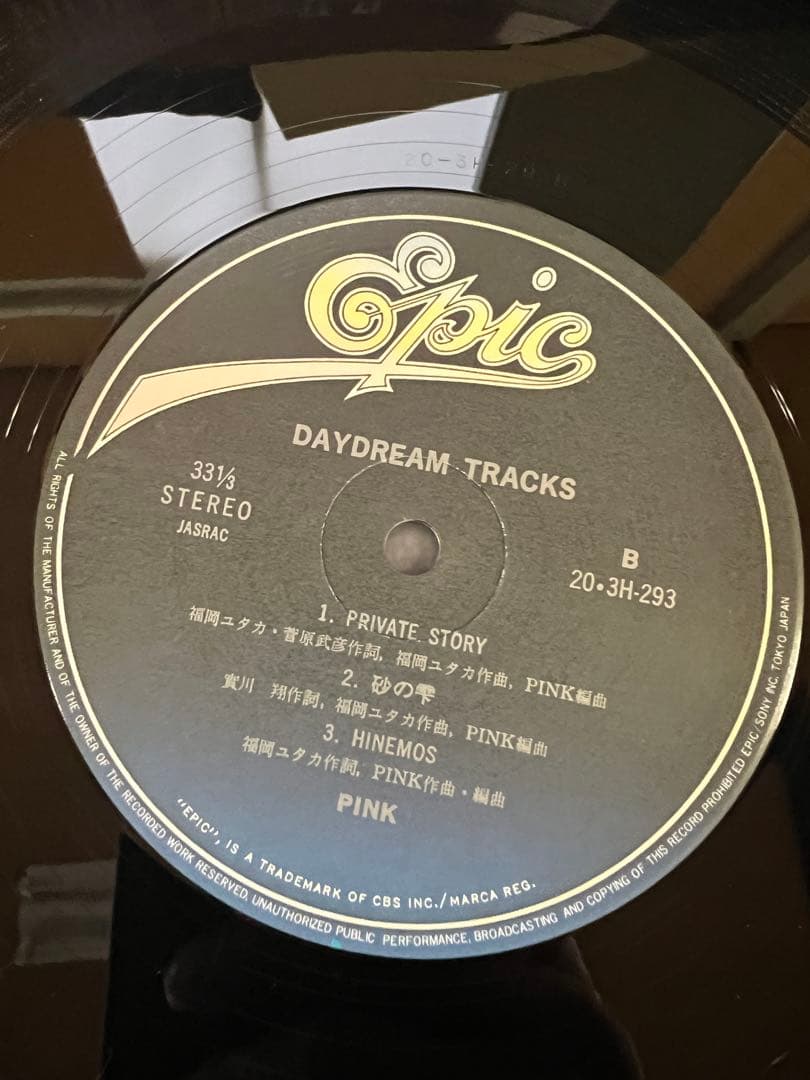 20-3H-29
Epic
DAYDREAM TRACKS
33⅓
STEREO
JASRAC
B
20•3H-293
1. PRIVATE STORY
福岡ユタカ・菅原武彦作詞, 福岡ユタカ作曲, PINK編曲
2. 砂の雫
實川 翔作詞, 福岡ユタカ作曲, PINK編曲
3. HINEMOS
福岡ユタカ作詞, PINK作曲・編曲
PINK
"EPIC", IS A TRADEMARK OF CBS INC./MARCA REG.
ALL RIGHTS OF THE MANUFACTURER AND OF THE OWNER OF THE RECORDED WORK RESERVED. UNAUTHORIZED PUBLIC PERFORMANCE, BROADCASTING AND COPYING OF THIS RECORD PROHIBITED EPIC/SONY INC. TOKYO JAPAN